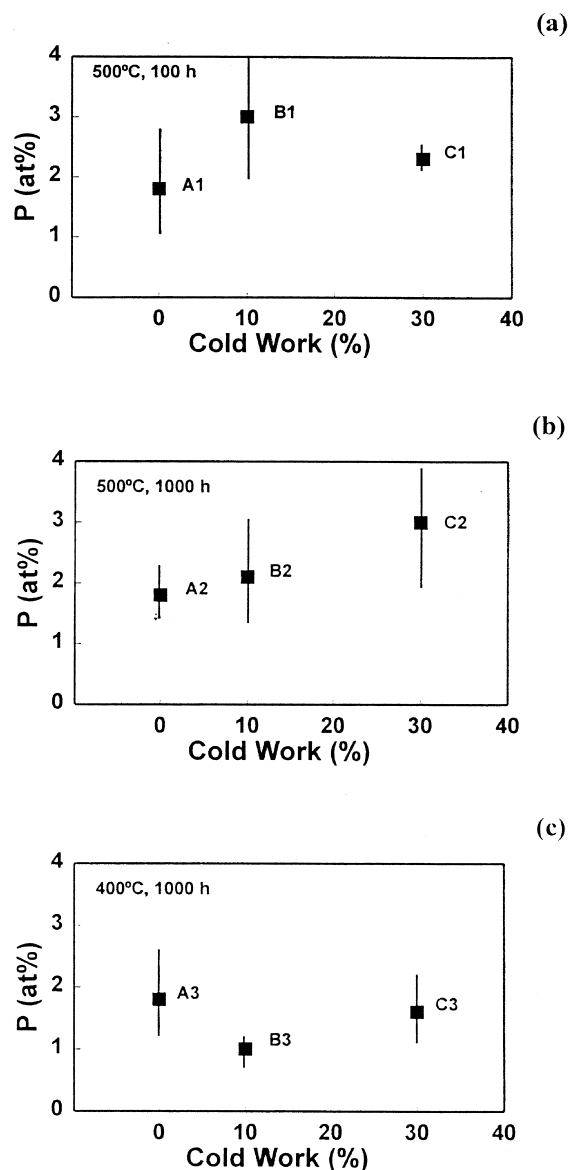 (a)
4
500ºC, 100 h
3
B1
P (at%)
2
A1
C1
1
0
0 10 20 30 40
Cold Work (%)
(b)
4
500ºC, 1000 h
3
C2
P (at%)
2
A2
B2
1
0
0 10 20 30 40
Cold Work (%)
(c)
4
400ºC, 1000 h
3
P (at%)
2
A3
C3
1
B3
0
0 10 20 30 40
Cold Work (%)